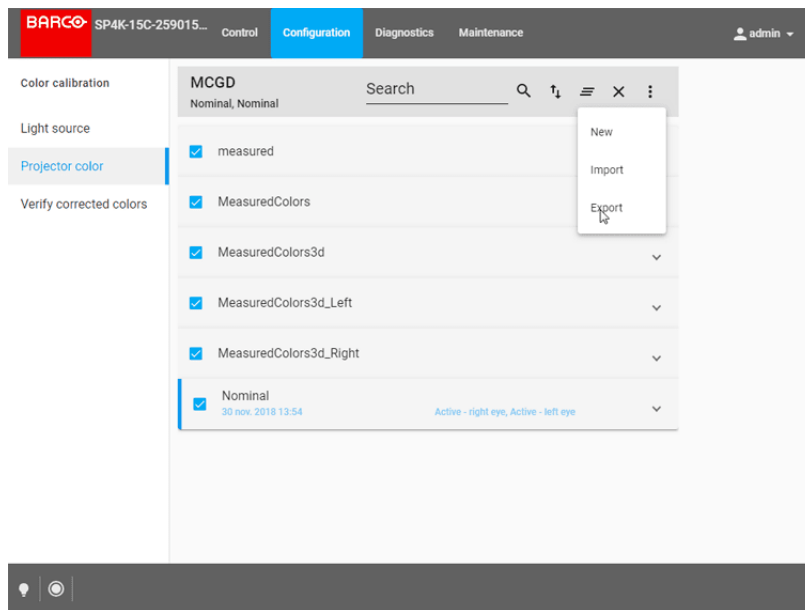 BARCO SP4K-15C-259015... Control Configuration Diagnostics Maintenance admin
Color calibration
Light source
Projector color
Verify corrected colors
MCGD
Nominal, Nominal
Search
New
Import
Export
measured
MeasuredColors
MeasuredColors3d
MeasuredColors3d_Left
MeasuredColors3d_Right
Nominal
30 nov. 2018 13:54 Active - right eye, Active - left eye